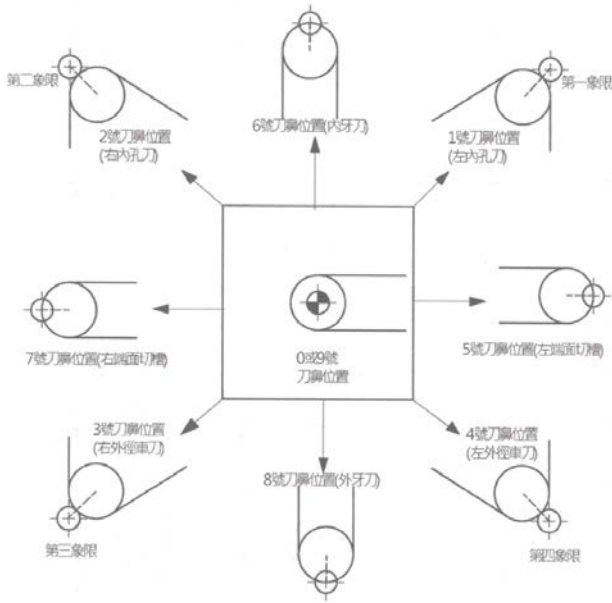 第二象限
第一象限
2號刀鼻位置
(右內孔刀)
6號刀鼻位置(內牙刀)
1號刀鼻位置
(左內孔刀)
7號刀鼻位置(右端面切槽)
0或9號
刀鼻位置
5號刀鼻位置(左端面切槽)
3號刀鼻位置
(右外徑車刀)
4號刀鼻位置
(左外徑車刀)
8號刀鼻位置(外牙刀)
第三象限
第四象限